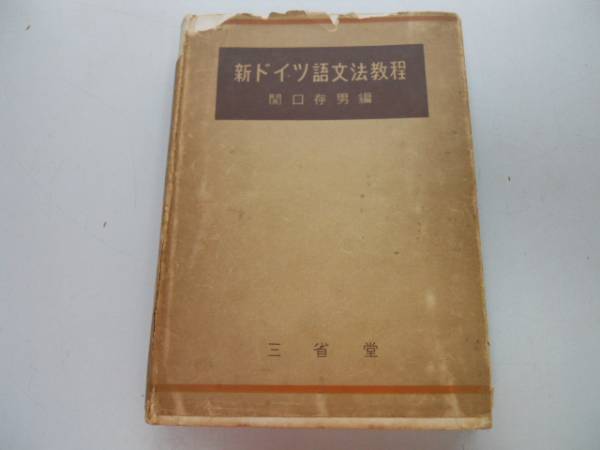 新ドイツ語文法教程
関口存男編
三省堂